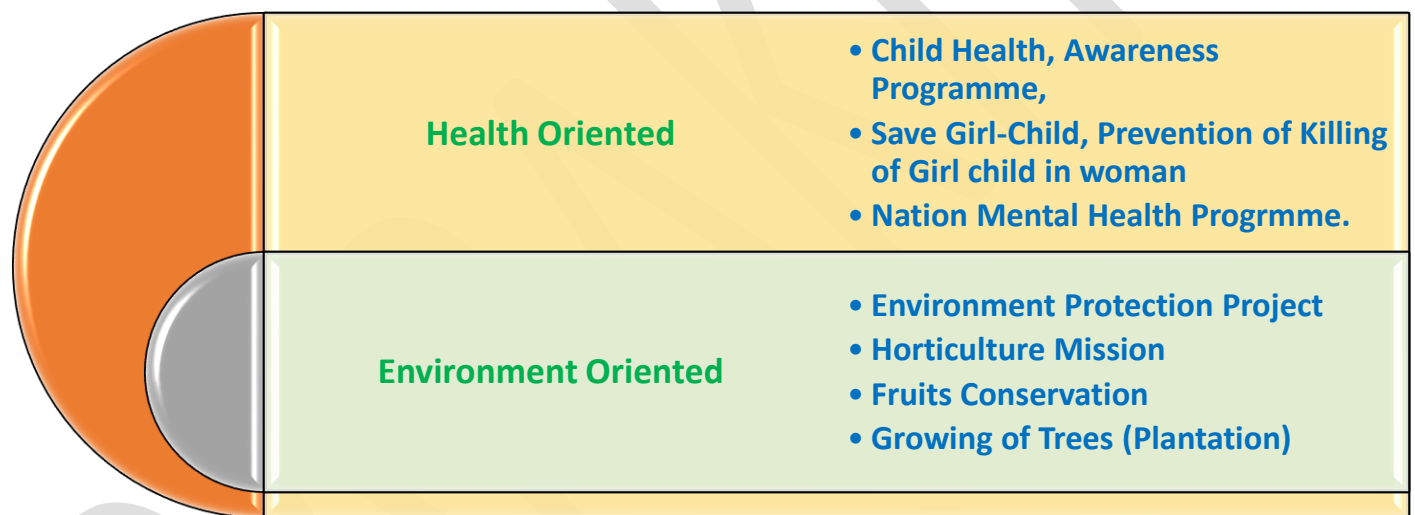 Health Oriented
• Child Health, Awareness
Programme,
• Save Girl-Child, Prevention of Killing
of Girl child in woman
• Nation Mental Health Progrmme.
Environment Oriented
• Environment Protection Project
• Horticulture Mission
• Fruits Conservation
• Growing of Trees (Plantation)